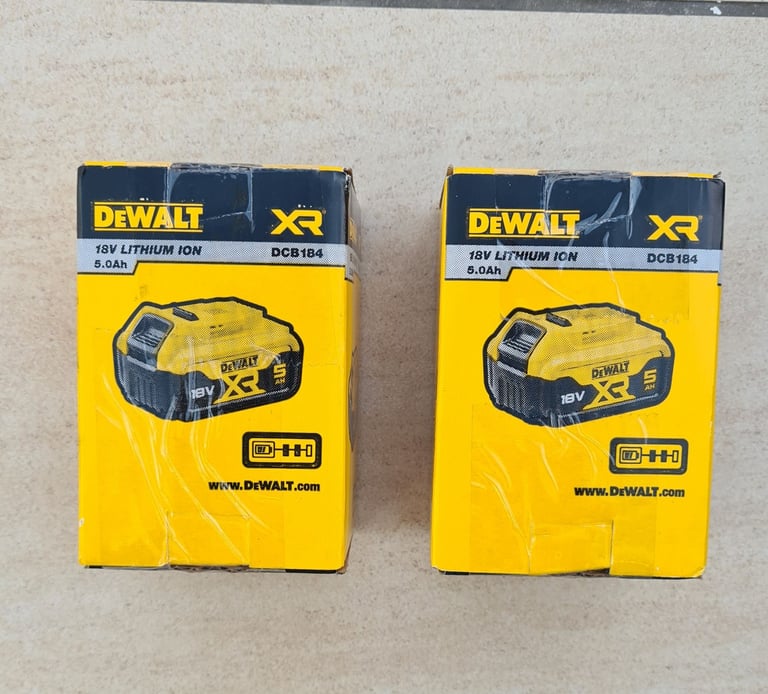 DEWALT XR®
18V LITHIUM ION DCB184
5.0Ah
DEWALT
18V XR 5
AH
www.DEWALT.com
DEWALT XR®
18V LITHIUM ION DCB184
5.0Ah
DEWALT
18V XR 5
AH
www.DEWALT.com